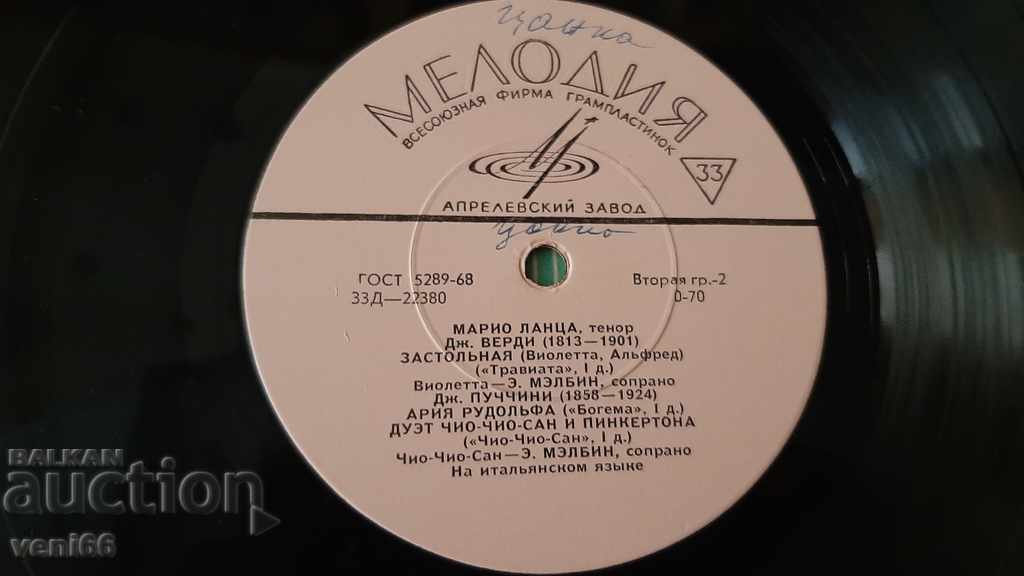 Цанка
МЕЛОДИЯ
ВСЕСОЮЗНАЯ ФИРМА ГРАМПЛАСТИНОК
33
АПРЕЛЕВСКИЙ ЗАВОД
ГОСТ 5289-68
33Д—22380
Вторая гр.-2
0-70
МАРИО ЛАНЦА, тенор
Дж. ВЕРДИ (1813—1901)
ЗАСТОЛЬНАЯ (Виолетта, Альфред)
(«Травиата», I д.)
Виолетта—Э. МЭЛБИН, сопрано
Дж. ПУЧЧИНИ (1858—1924)
АРИЯ РУДОЛЬФА («Богема», I д.)
ДУЭТ ЧИО-ЧИО-САН И ПИНКЕРТОНА
(«Чио-Чио-Сан», I д.)
Чио-Чио-Сан—Э. МЭЛБИН, сопрано
На итальянском языке
BALKAN
auction
veni66